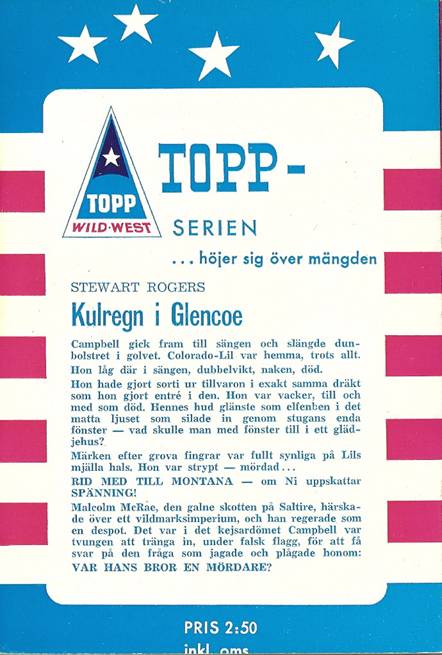 TOPP
WILD-WEST
TOPP-
SERIEN
... höjer sig över mängden
STEWART ROGERS
Kulregn i Glencoe
Campbell gick fram till sängen och slängde dun-
bolstret i golvet. Colorado-Lil var hemma, trots allt.
Hon låg där i sängen, dubbelvikt, naken, död.
Hon hade gjort sorti ur tillvaron i exakt samma dräkt
som hon gjort entré i den. Hon var vacker, till och
med som död. Hennes hud glänste som elfenben i det
matta ljuset som silade in genom stugans enda
fönster — vad skulle man med fönster till i ett gläd-
jehus?
Märken efter grova fingrar var fullt synliga på Lils
mjälla hals. Hon var strypt — mördad...
RID MED TILL MONTANA — om Ni uppskattar
SPÄNNING!
Malcolm McRae, den galne skotten på Saltire, härska-
de över ett vildmarksimperium, och han regerade som
en despot. Det var i det kejsardömet Campbell var
tvungen att tränga in, under falsk flagg, för att få
svar på den fråga som jagade och plågade honom:
VAR HANS BROR EN MÖRDARE?
PRIS 2:50
inkl. oms